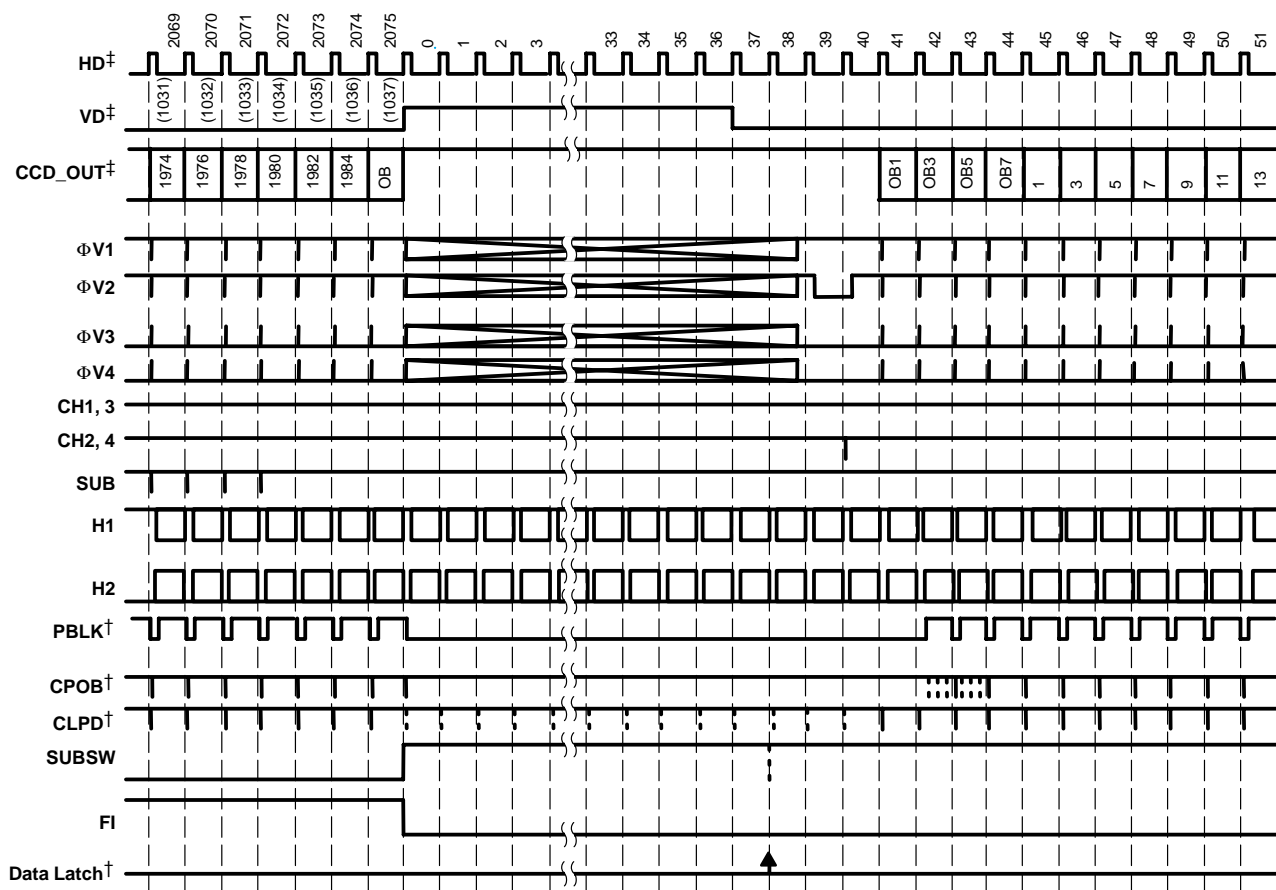 HD‡
2069 2070 2071 2072 2073 2074 2075 0 1 2 3 33 34 35 36 37 38 39 40 41 42 43 44 45 46 47 48 49 50 51
VD‡
(1031) (1032) (1033) (1034) (1035) (1036) (1037)
CCD_OUT‡
1974 1976 1978 1980 1982 1984 OB OB1 OB3 OB5 OB7 1 3 5 7 9 11 13
ΦV1
ΦV2
ΦV3
ΦV4
CH1, 3
CH2, 4
SUB
H1
H2
PBLK†
CPOB†
CLPD†
SUBSW
FI
Data Latch†